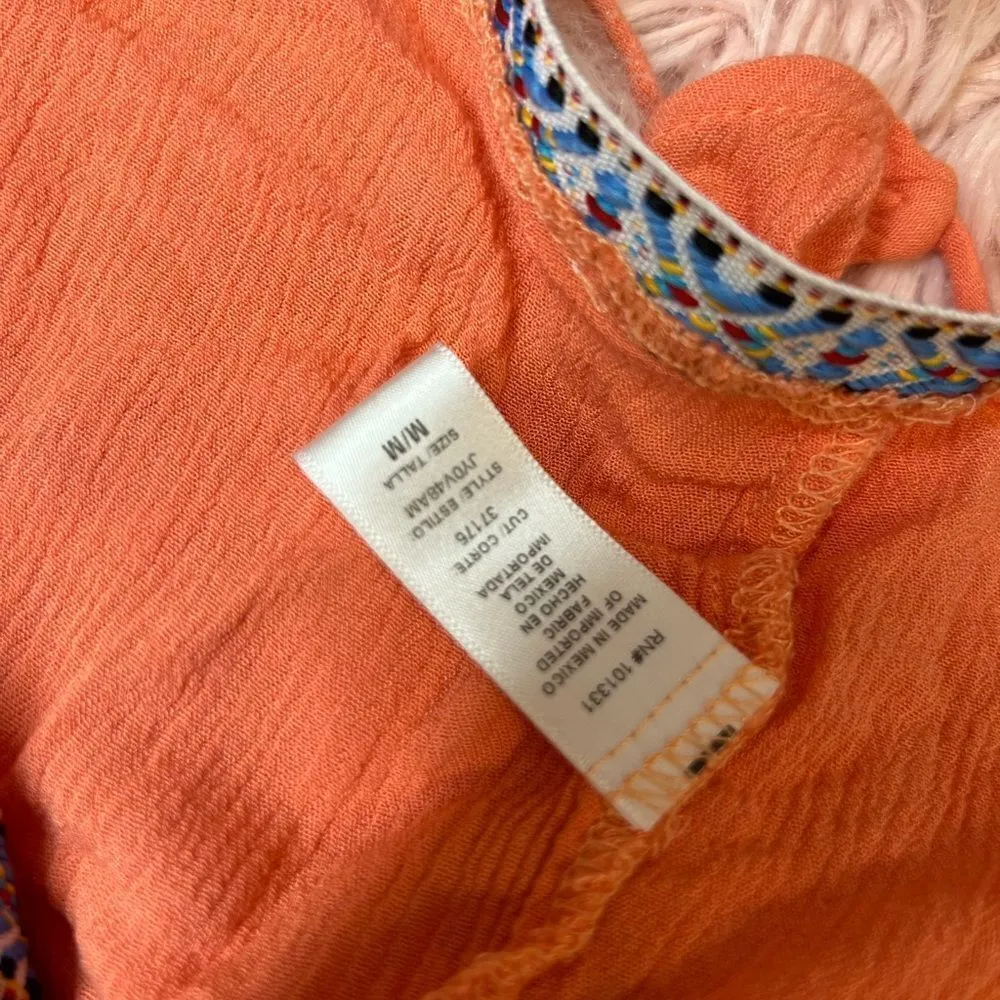 RN# 101331
MADE IN MEXICO
OF IMPORTED
FABRIC
HECHO EN
MEXICO
DE TELA
IMPORTADA
CUT/ CORTE
37176
STYLE/ ESTILO:
JYDV48AM
SIZE/ TALLA
M/M